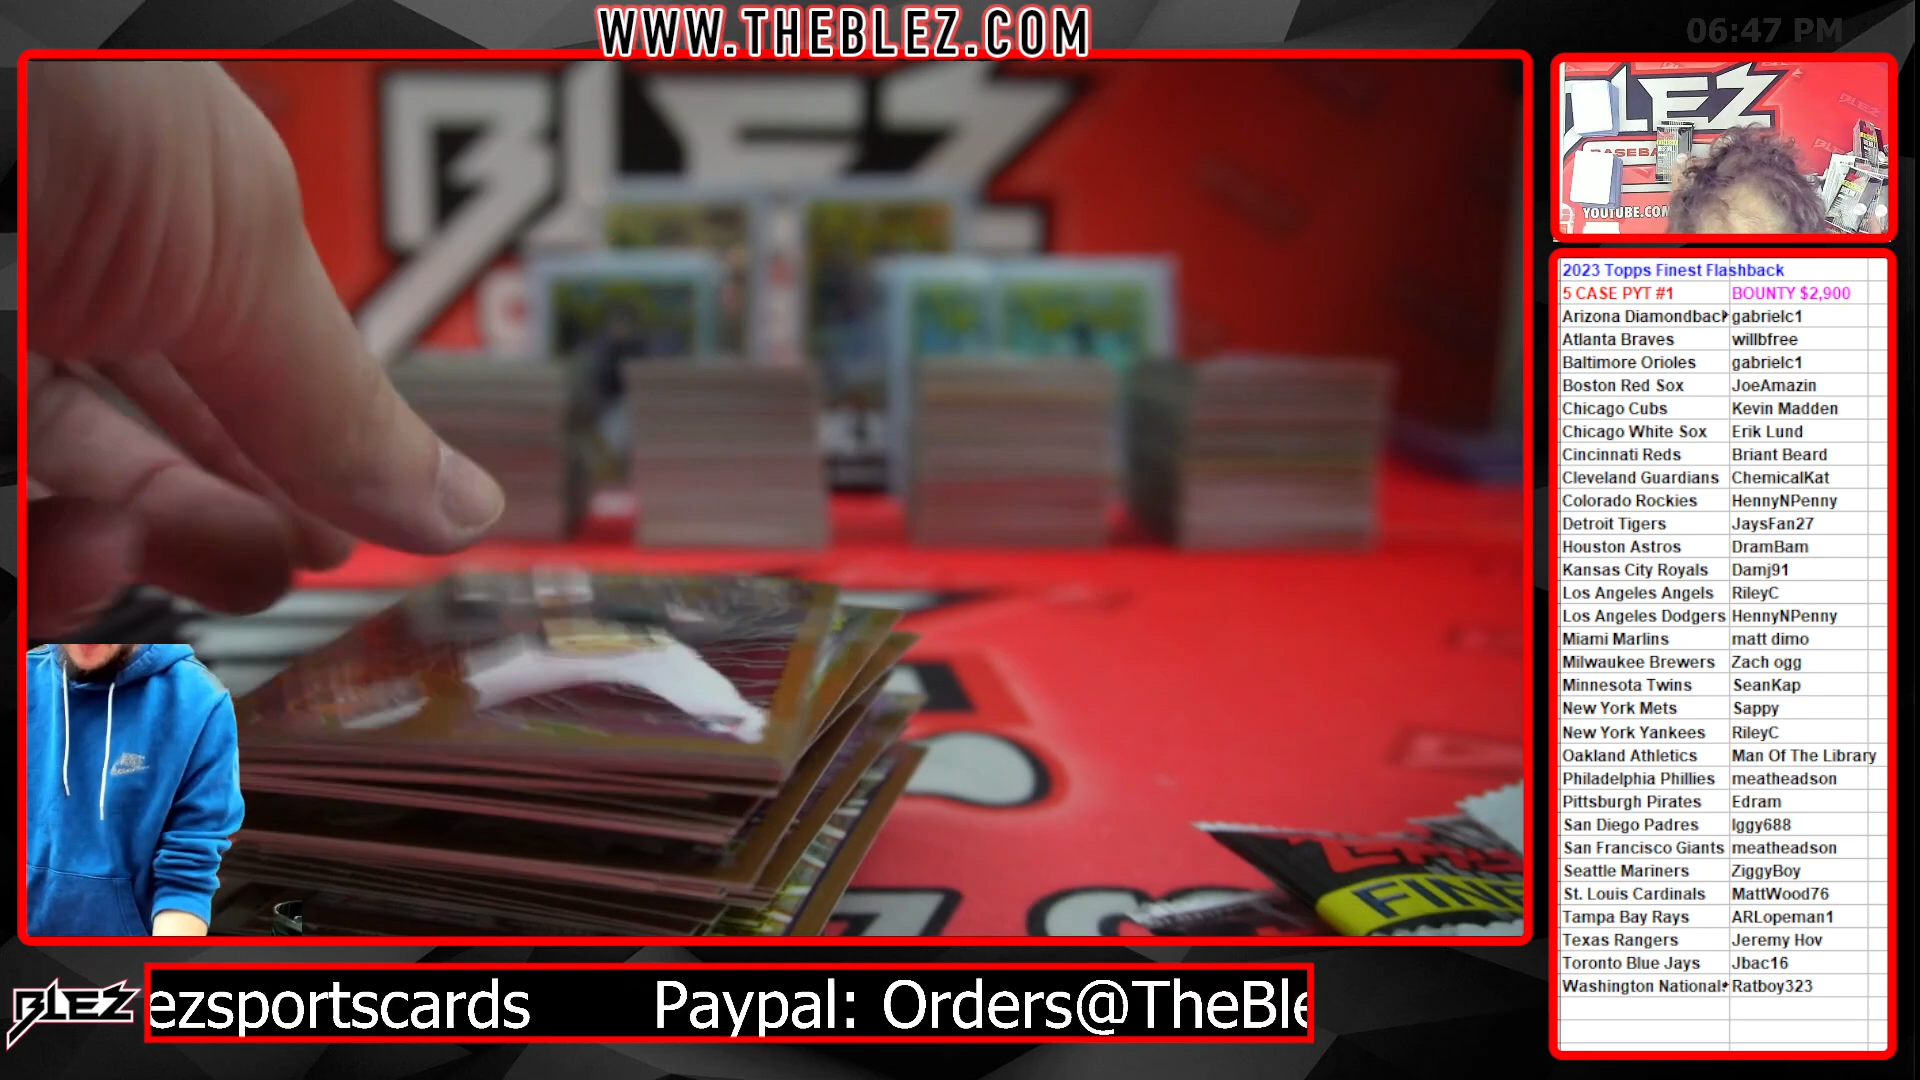 WWW.THEBLEZ.COM
06:47 PM
BLEZ
BLEZ
YOUTUBE.COM
2023 Topps Finest Flashback
5 CASE PYT #1 BOUNTY $2,900
Arizona Diamondback gabrielc1
Atlanta Braves willbfree
Baltimore Orioles gabrielc1
Boston Red Sox JoeAmazin
Chicago Cubs Kevin Madden
Chicago White Sox Erik Lund
Cincinnati Reds Briant Beard
Cleveland Guardians ChemicalKat
Colorado Rockies HennyNPenny
Detroit Tigers JaysFan27
Houston Astros DramBam
Kansas City Royals Damj91
Los Angeles Angels RileyC
Los Angeles Dodgers HennyNPenny
Miami Marlins matt dimo
Milwaukee Brewers Zach ogg
Minnesota Twins SeanKap
New York Mets Sappy
New York Yankees RileyC
Oakland Athletics Man Of The Library
Philadelphia Phillies meatheadson
Pittsburgh Pirates Edram
San Diego Padres Iggy688
San Francisco Giants meatheadson
Seattle Mariners ZiggyBoy
St. Louis Cardinals MattWood76
Tampa Bay Rays ARLopeman1
Texas Rangers Jeremy Hov
Toronto Blue Jays Jbac16
Washington Nationals Ratboy323
FINE
BLEZ
ezsportscards Paypal: Orders@TheBle